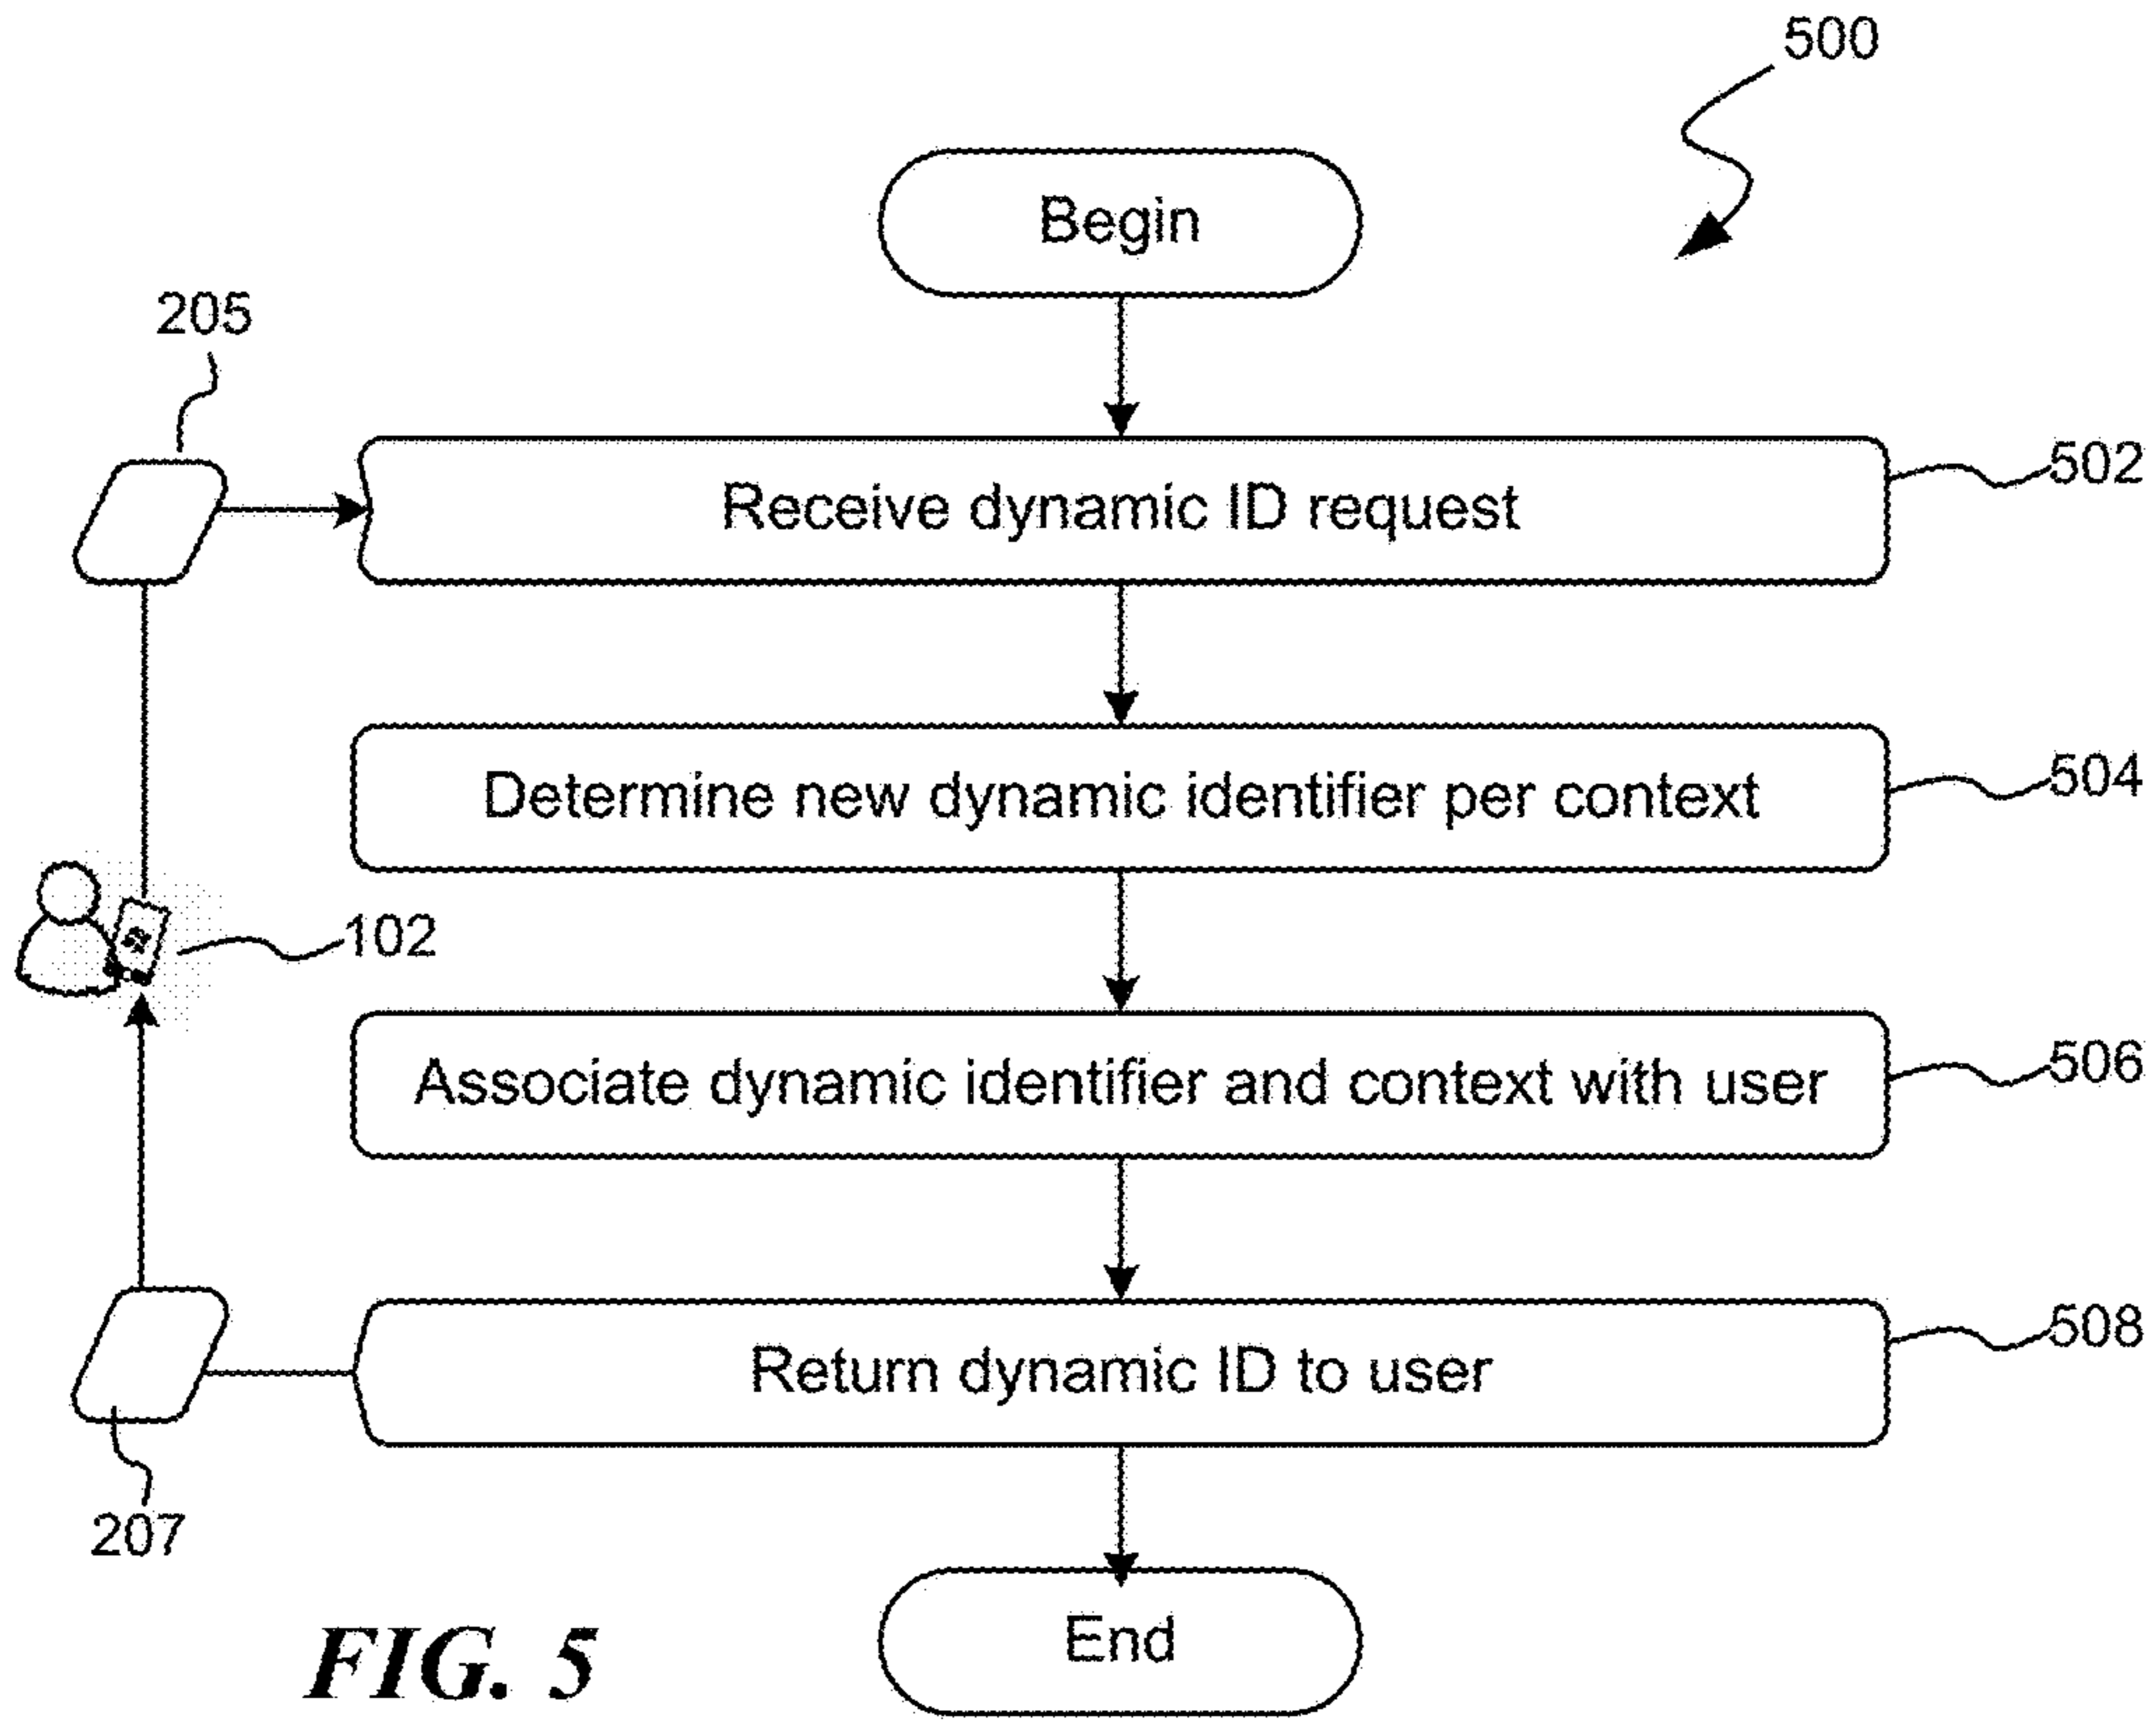 500
Begin
205
Receive dynamic ID request
502
Determine new dynamic identifier per context
504
102
Associate dynamic identifier and context with user
506
Return dynamic ID to user
508
207
End
FIG. 5